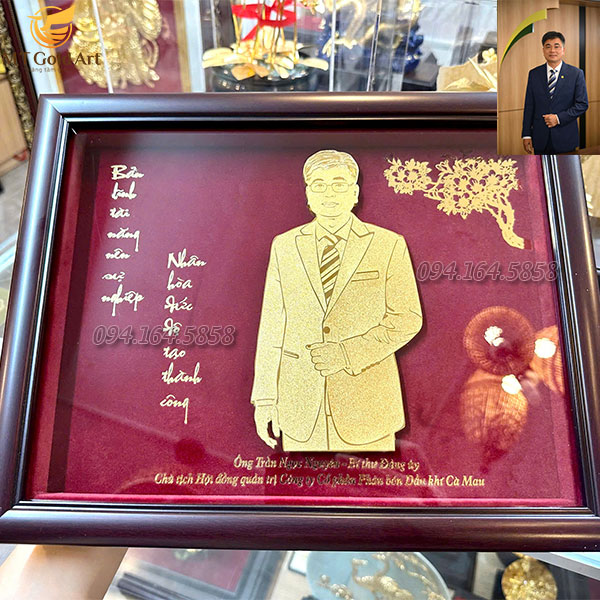 Gold Art
Bản
lĩnh
tài
năng
nên
sự
nghiệp
Nhân
hòa
đức
độ
tạo
thành
công
094.164.5858
094.164.5858
Ông Trần Ngọc Nguyên - Bí thư Đảng ủy
Chủ tịch Hội đồng quản trị Công ty Cổ phần Phân bón Dầu khí Cà Mau